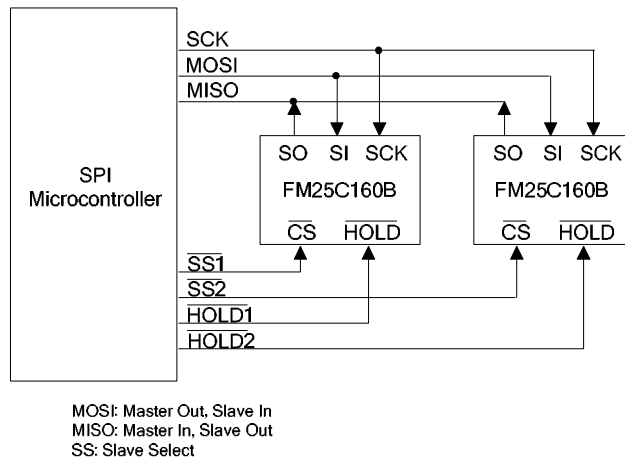 SCK
MOSI
MISO
SO SI SCK
SO SI SCK
SPI
Microcontroller
FM25C160B
FM25C160B
CS HOLD
CS HOLD
SS1
SS2
HOLD1
HOLD2
MOSI: Master Out, Slave In
MISO: Master In, Slave Out
SS: Slave Select